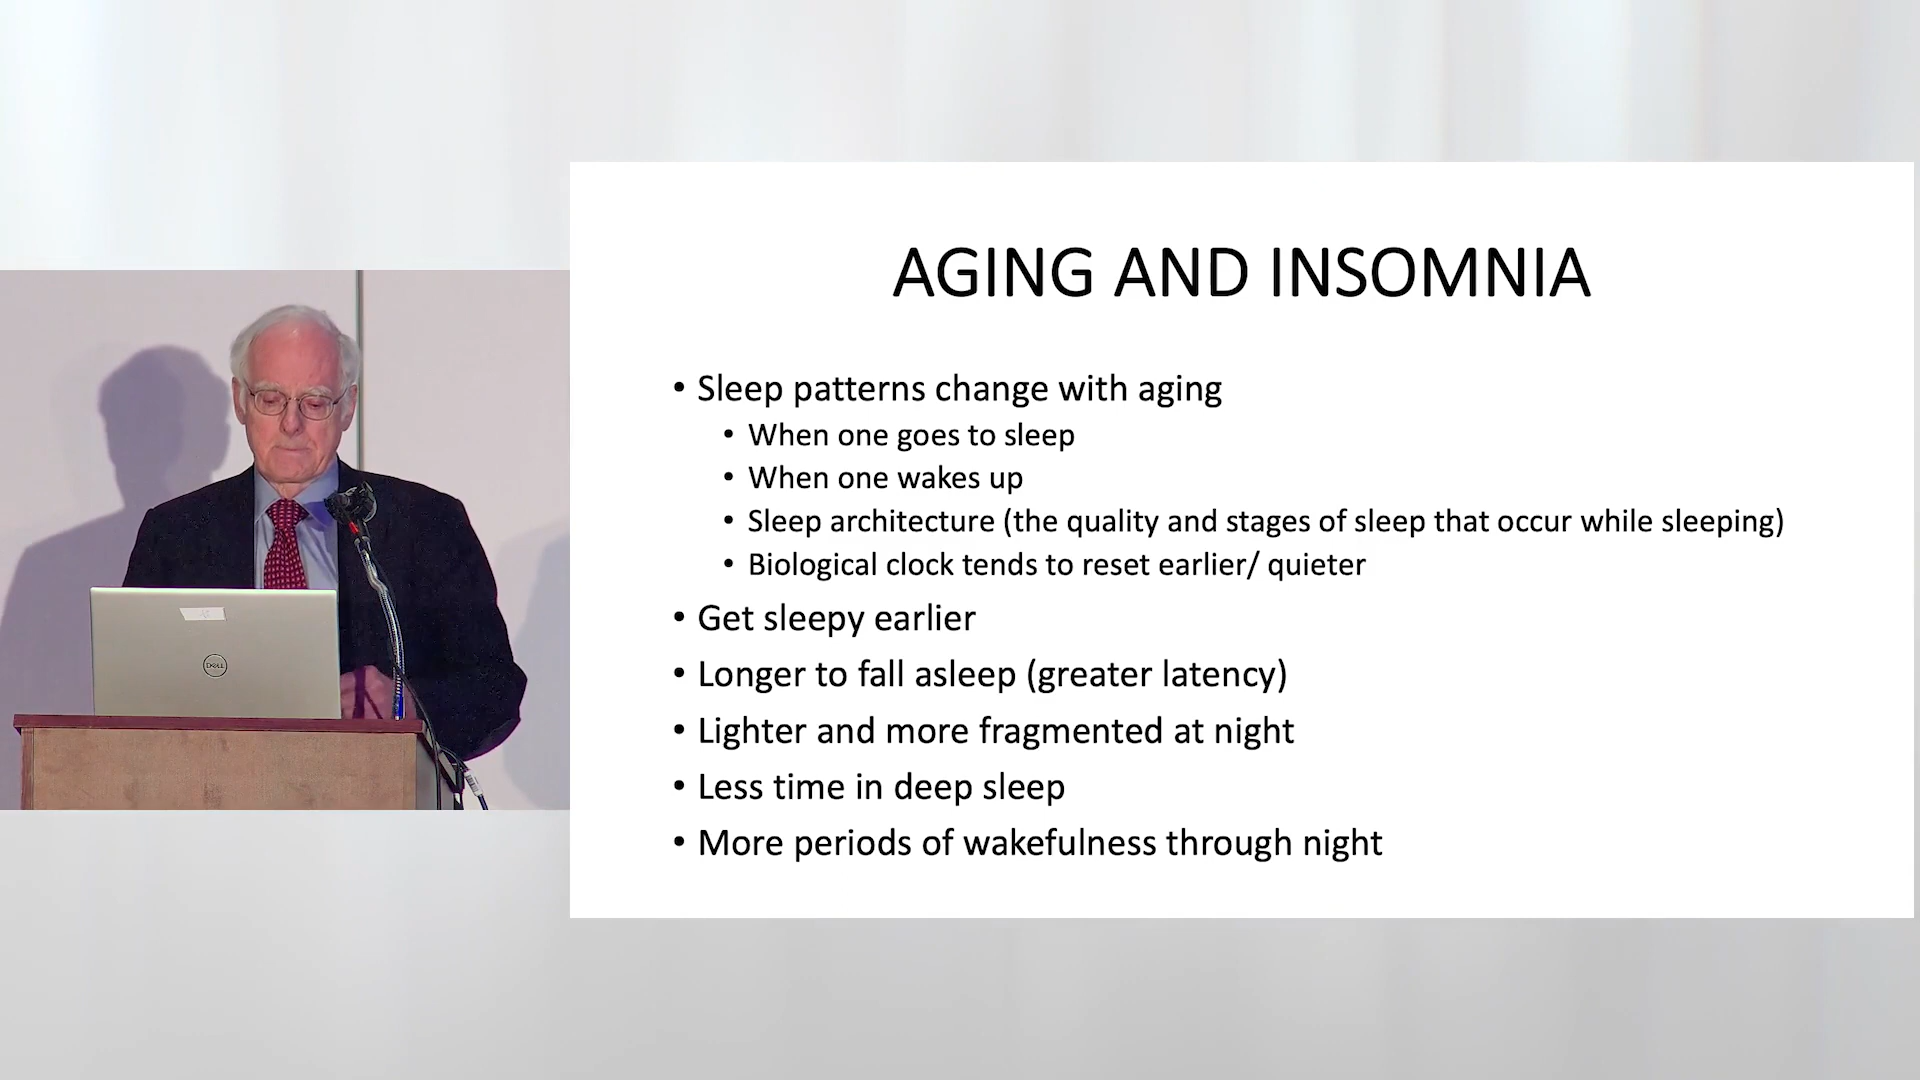 AGING AND INSOMNIA
• Sleep patterns change with aging
• When one goes to sleep
• When one wakes up
• Sleep architecture (the quality and stages of sleep that occur while sleeping)
• Biological clock tends to reset earlier/ quieter
• Get sleepy earlier
• Longer to fall asleep (greater latency)
• Lighter and more fragmented at night
• Less time in deep sleep
• More periods of wakefulness through night
DELL